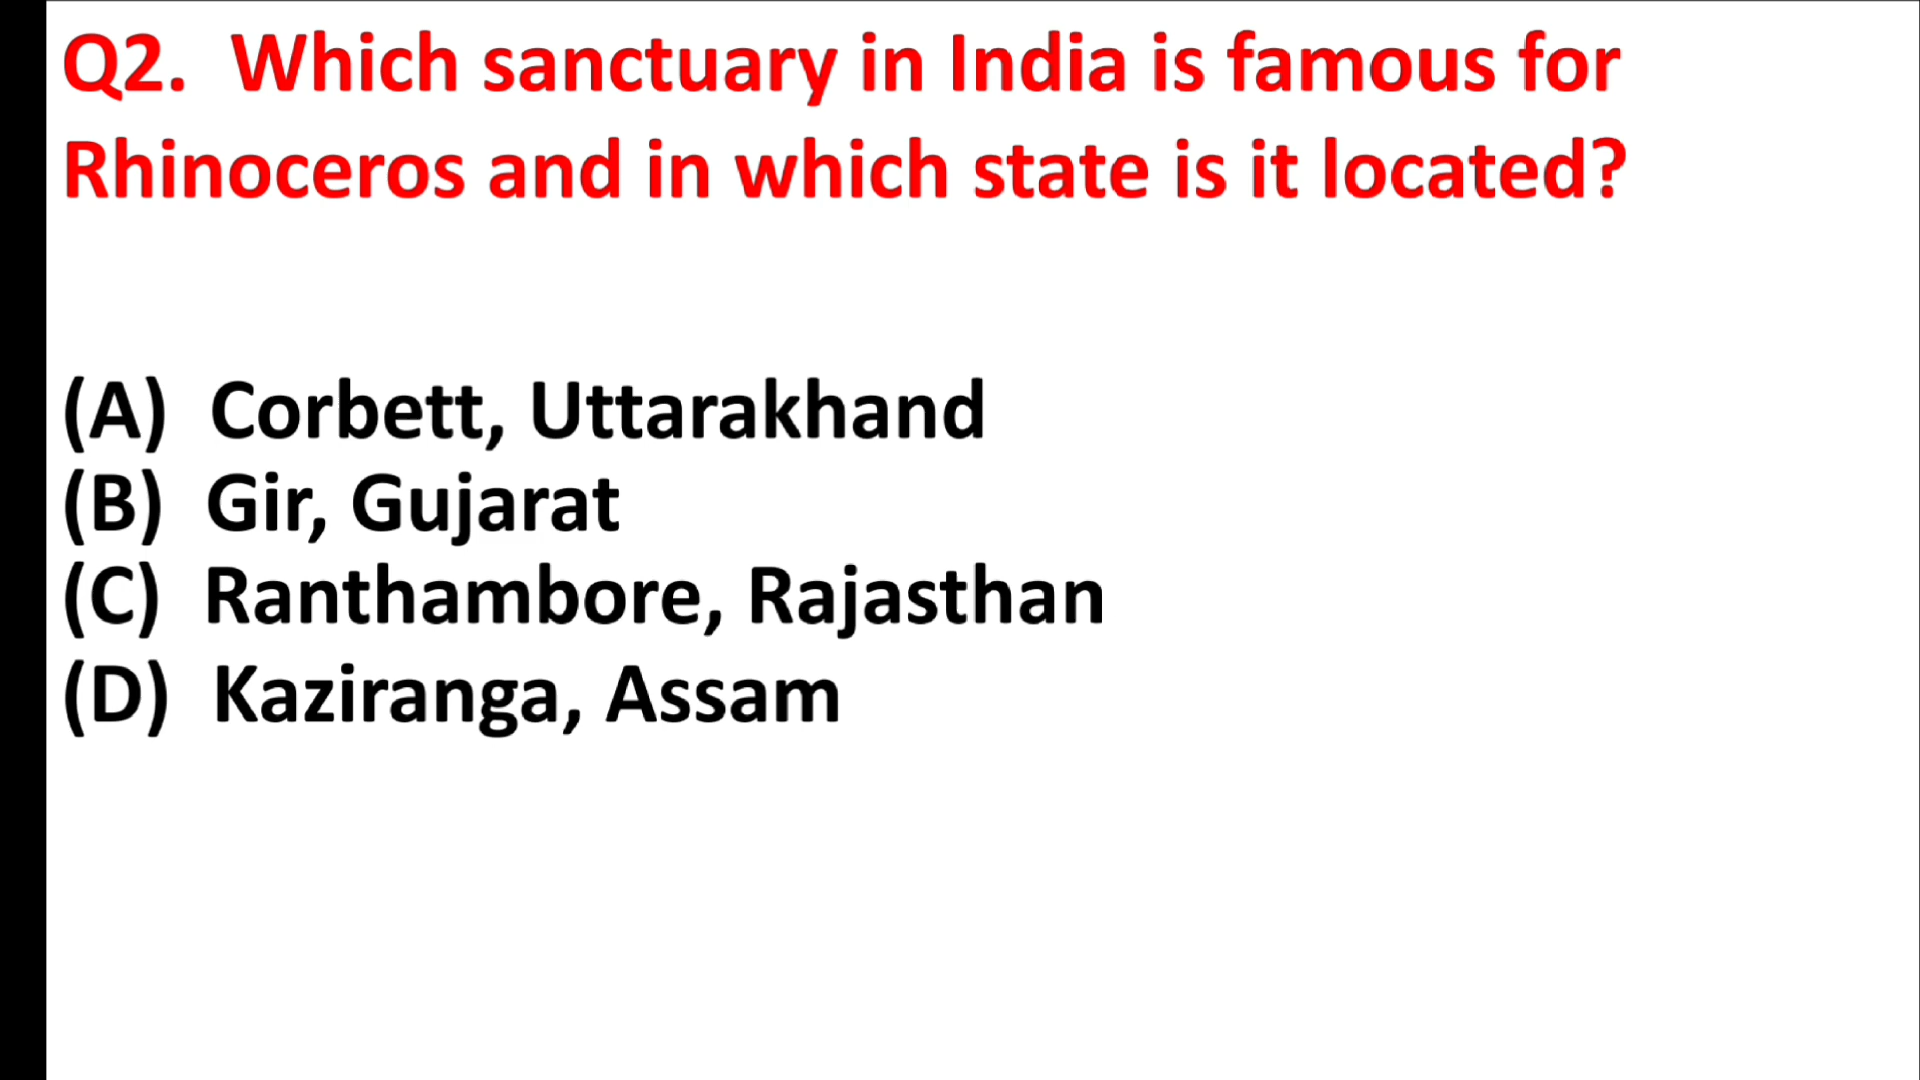 Q2. Which sanctuary in India is famous for
Rhinoceros and in which state is it located?
(A) Corbett, Uttarakhand
(B) Gir, Gujarat
(C) Ranthambore, Rajasthan
(D) Kaziranga, Assam